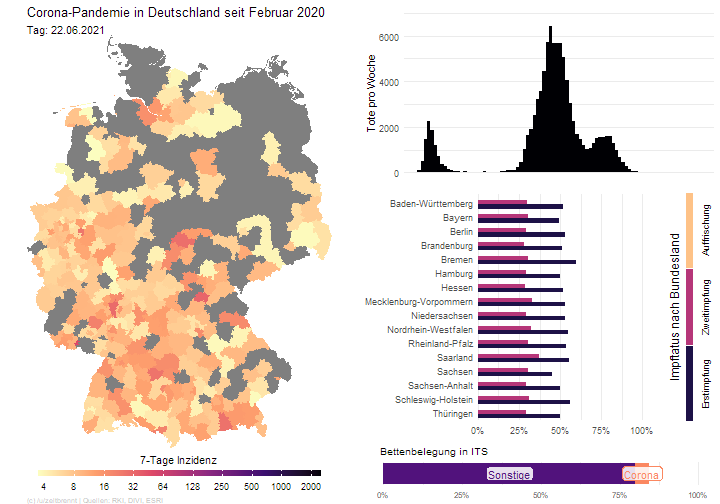 Corona-Pandemie in Deutschland seit Februar 2020
Tag: 22.06.2021
Tote pro Woche
6000
4000
2000
0
Baden-Württemberg
Bayern
Berlin
Brandenburg
Bremen
Hamburg
Hessen
Mecklenburg-Vorpommern
Niedersachsen
Nordrhein-Westfalen
Rheinland-Pfalz
Saarland
Sachsen
Sachsen-Anhalt
Schleswig-Holstein
Thüringen
0% 25% 50% 75% 100%
Impfstatus nach Bundesland
Auffrischung
Zweitimpfung
Erstimpfung
7-Tage Inzidenz
4 8 16 32 64 128 250 500 1000 2000
Bettenbelegung in ITS
Sonstige
Corona
0% 25% 50% 75% 100%
| Quellen: RKI, DIVI, ESRI